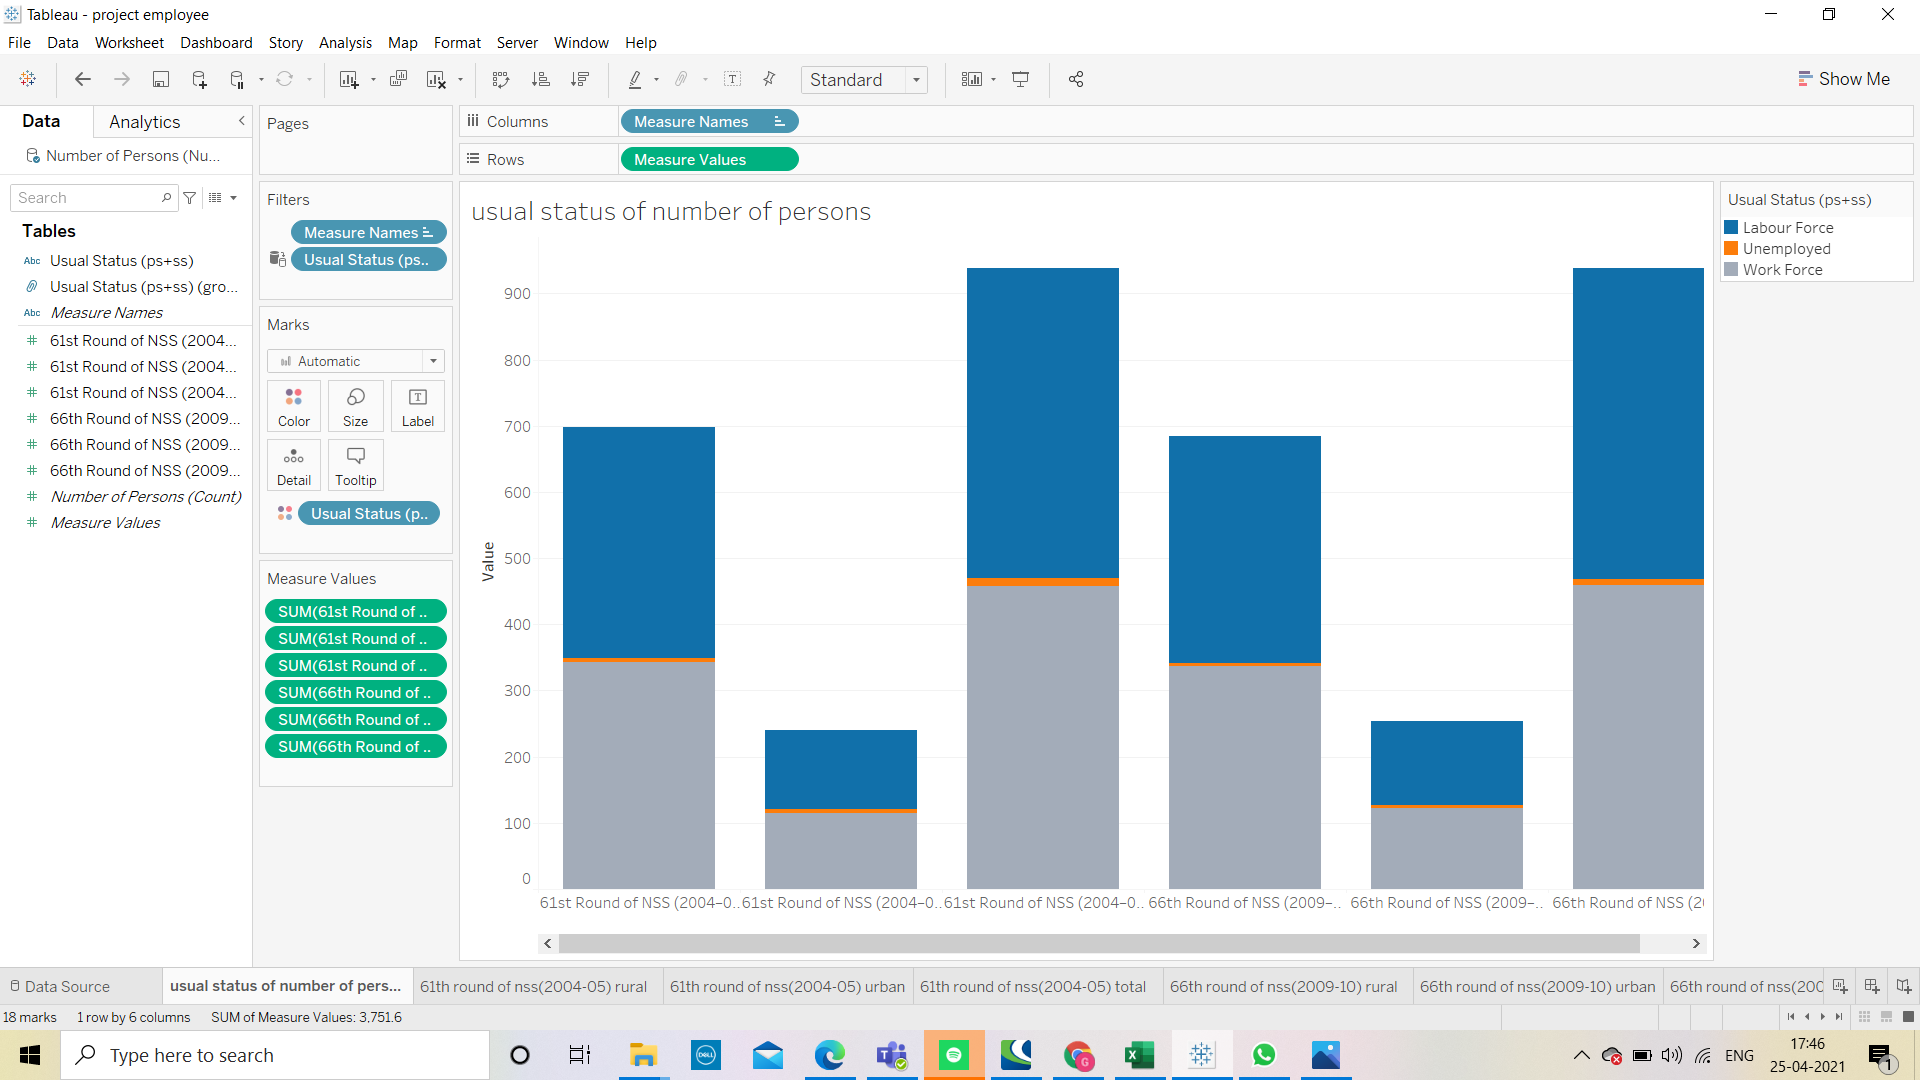 Tableau - project employee
File Data Worksheet Dashboard Story Analysis Map Format Server Window Help
Standard
Show Me
Data Analytics
Number of Persons (Nu...
Search
Tables
Abc Usual Status (ps+ss)
Usual Status (ps+ss) (gro...
Abc Measure Names
61st Round of NSS (2004...
61st Round of NSS (2004...
61st Round of NSS (2004...
66th Round of NSS (2009...
66th Round of NSS (2009...
66th Round of NSS (2009...
Number of Persons (Count)
Measure Values
Pages
Filters
Measure Names
Usual Status (ps..
Marks
Automatic
Color Size Label
Detail Tooltip
Usual Status (p..
Measure Values
SUM(61st Round of ..
SUM(61st Round of ..
SUM(61st Round of ..
SUM(66th Round of ..
SUM(66th Round of ..
SUM(66th Round of ..
Columns Measure Names
Rows Measure Values
usual status of number of persons
Value
900
800
700
600
500
400
300
200
100
0
61st Round of NSS (2004–0.. 61st Round of NSS (2004–0.. 61st Round of NSS (2004–0.. 66th Round of NSS (2009–.. 66th Round of NSS (2009–.. 66th Round of NSS (2(
Usual Status (ps+ss)
Labour Force
Unemployed
Work Force
Data Source usual status of number of pers... 61th round of nss(2004-05) rural 61th round of nss(2004-05) urban 61th round of nss(2004-05) total 66th round of nss(2009-10) rural 66th round of nss(2009-10) urban 66th round of nss(200
18 marks 1 row by 6 columns SUM of Measure Values: 3,751.6
Type here to search
DELL
ENG
17:46
25-04-2021
1